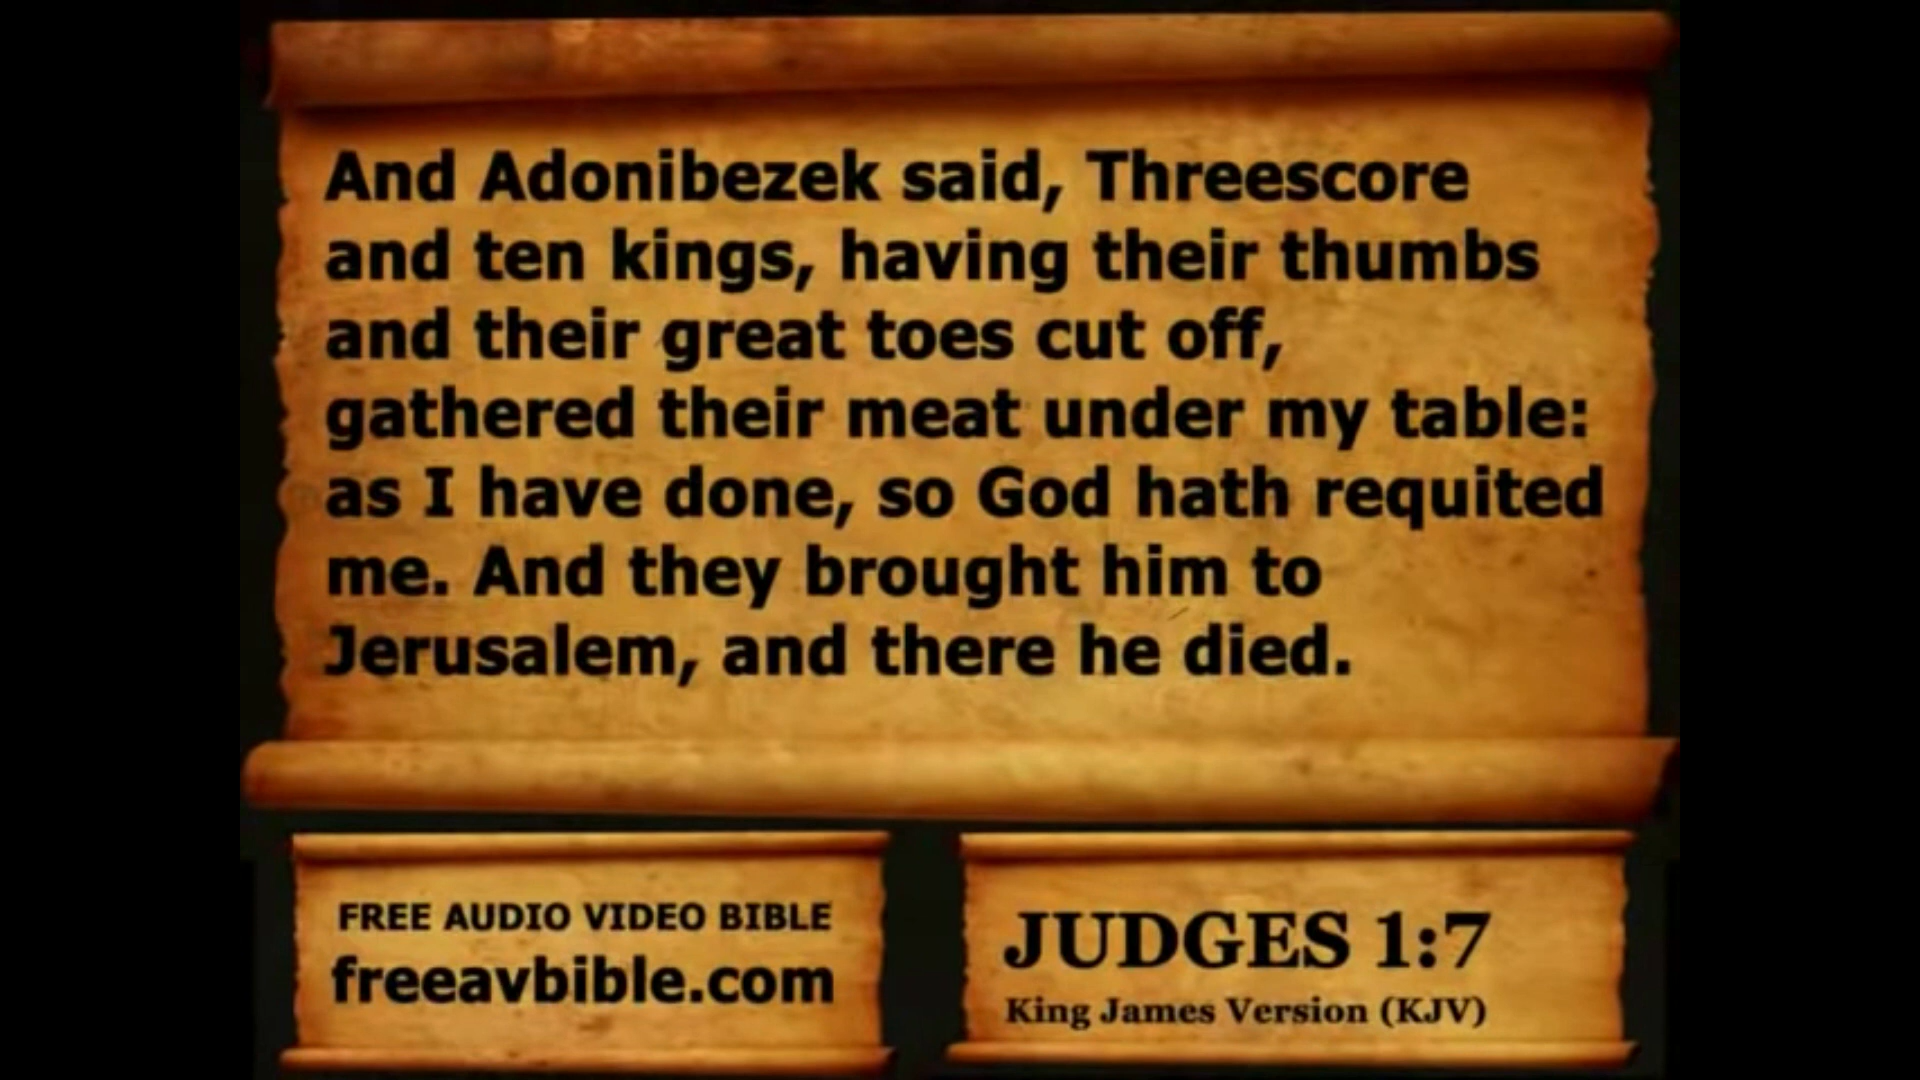 And Adonibezek said, Threescore
and ten kings, having their thumbs
and their great toes cut off,
gathered their meat under my table:
as I have done, so God hath requited
me. And they brought him to
Jerusalem, and there he died.
FREE AUDIO VIDEO BIBLE
freeavbible.com
JUDGES 1:7
King James Version (KJV)